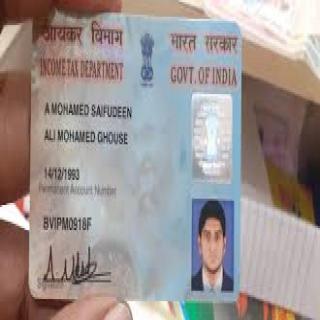 आयकर विभाग
भारत सरकार
INCOME TAX DEPARTMENT
GOVT. OF INDIA
A MOHAMED SAIFUDEEN
ALI MOHAMED GHOUSE
14/12/1993
Permanent Account Number
BVIPM0918F
Signature